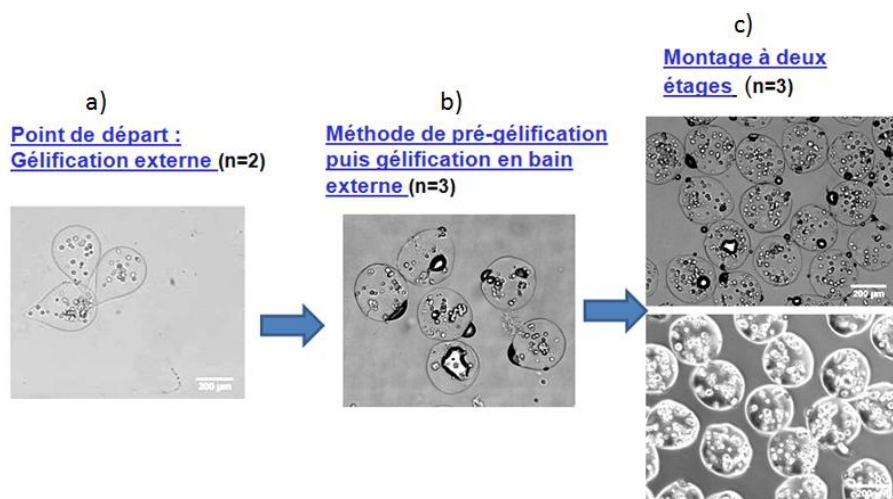 a)
Point de départ :
Gélification externe (n=2)
b)
Méthode de pré-gélification
puis gélification en bain
externe (n=3)
c)
Montage à deux
étages (n=3)
200 µm
200 µm
200 µm